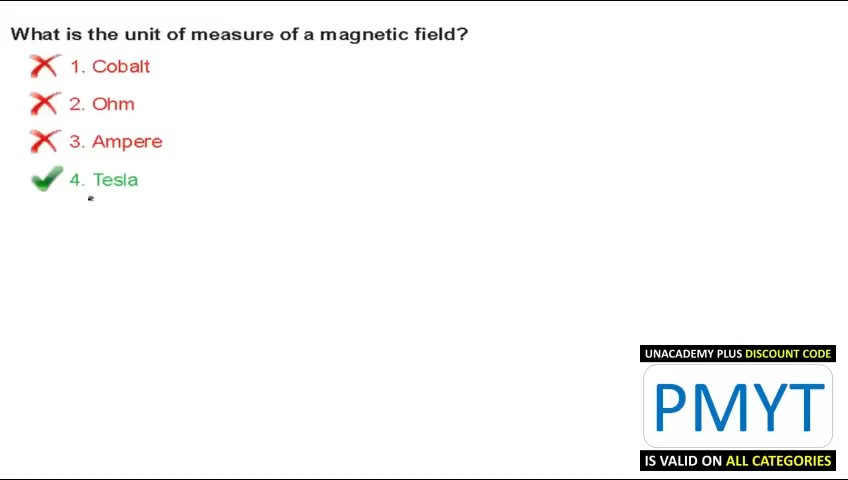 What is the unit of measure of a magnetic field?
1. Cobalt
2. Ohm
3. Ampere
4. Tesla
UNACADEMY PLUS DISCOUNT CODE
PMYT
IS VALID ON ALL CATEGORIES